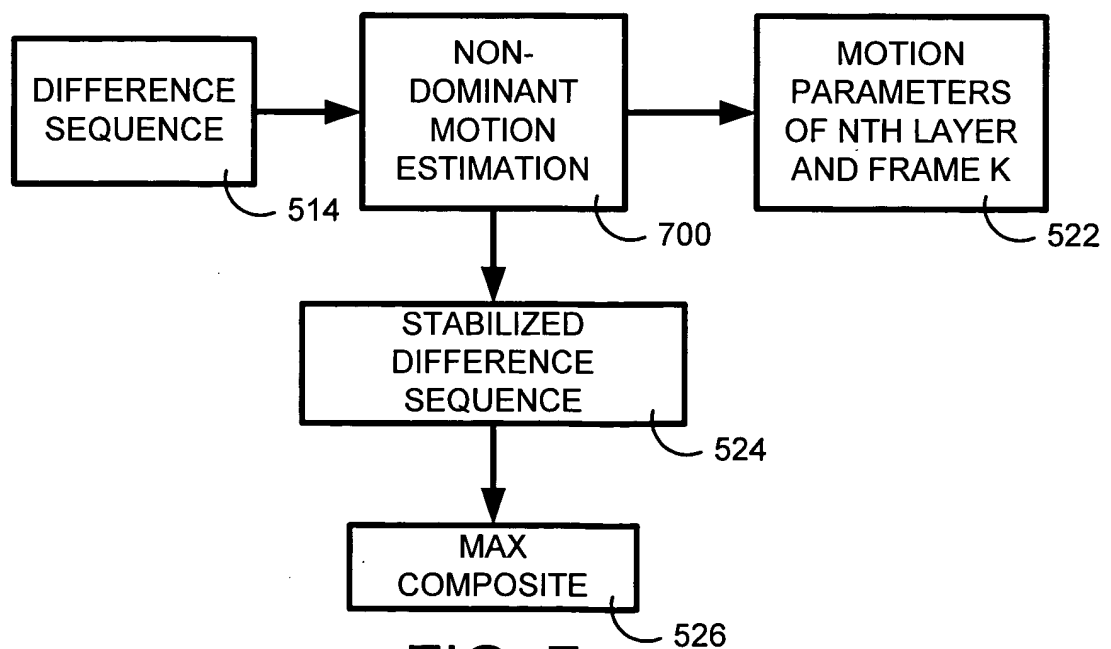 DIFFERENCE
SEQUENCE
514
NON-
DOMINANT
MOTION
ESTIMATION
700
MOTION
PARAMETERS
OF NTH LAYER
AND FRAME K
522
STABILIZED
DIFFERENCE
SEQUENCE
524
MAX
COMPOSITE
526